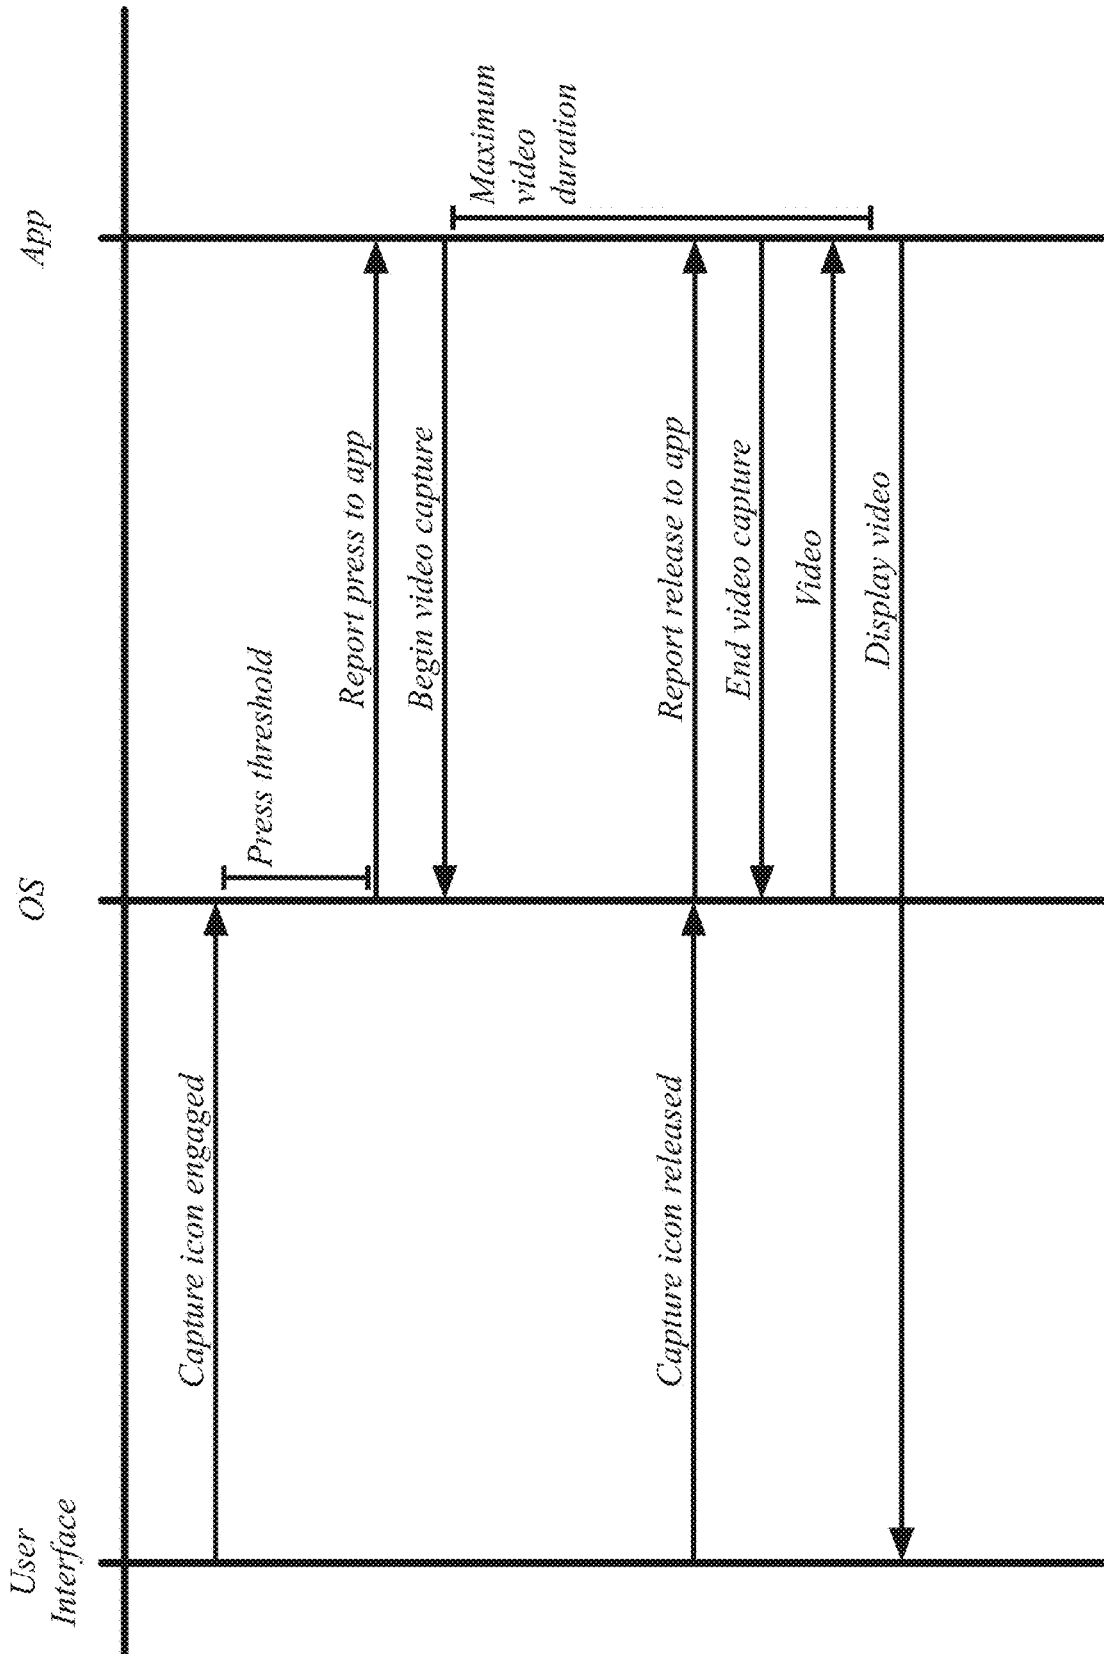 User
Interface
OS
App
Capture icon engaged
Press threshold
Report press to app
Begin video capture
Maximum
video
duration
Capture icon released
Report release to app
End video capture
Video
Display video